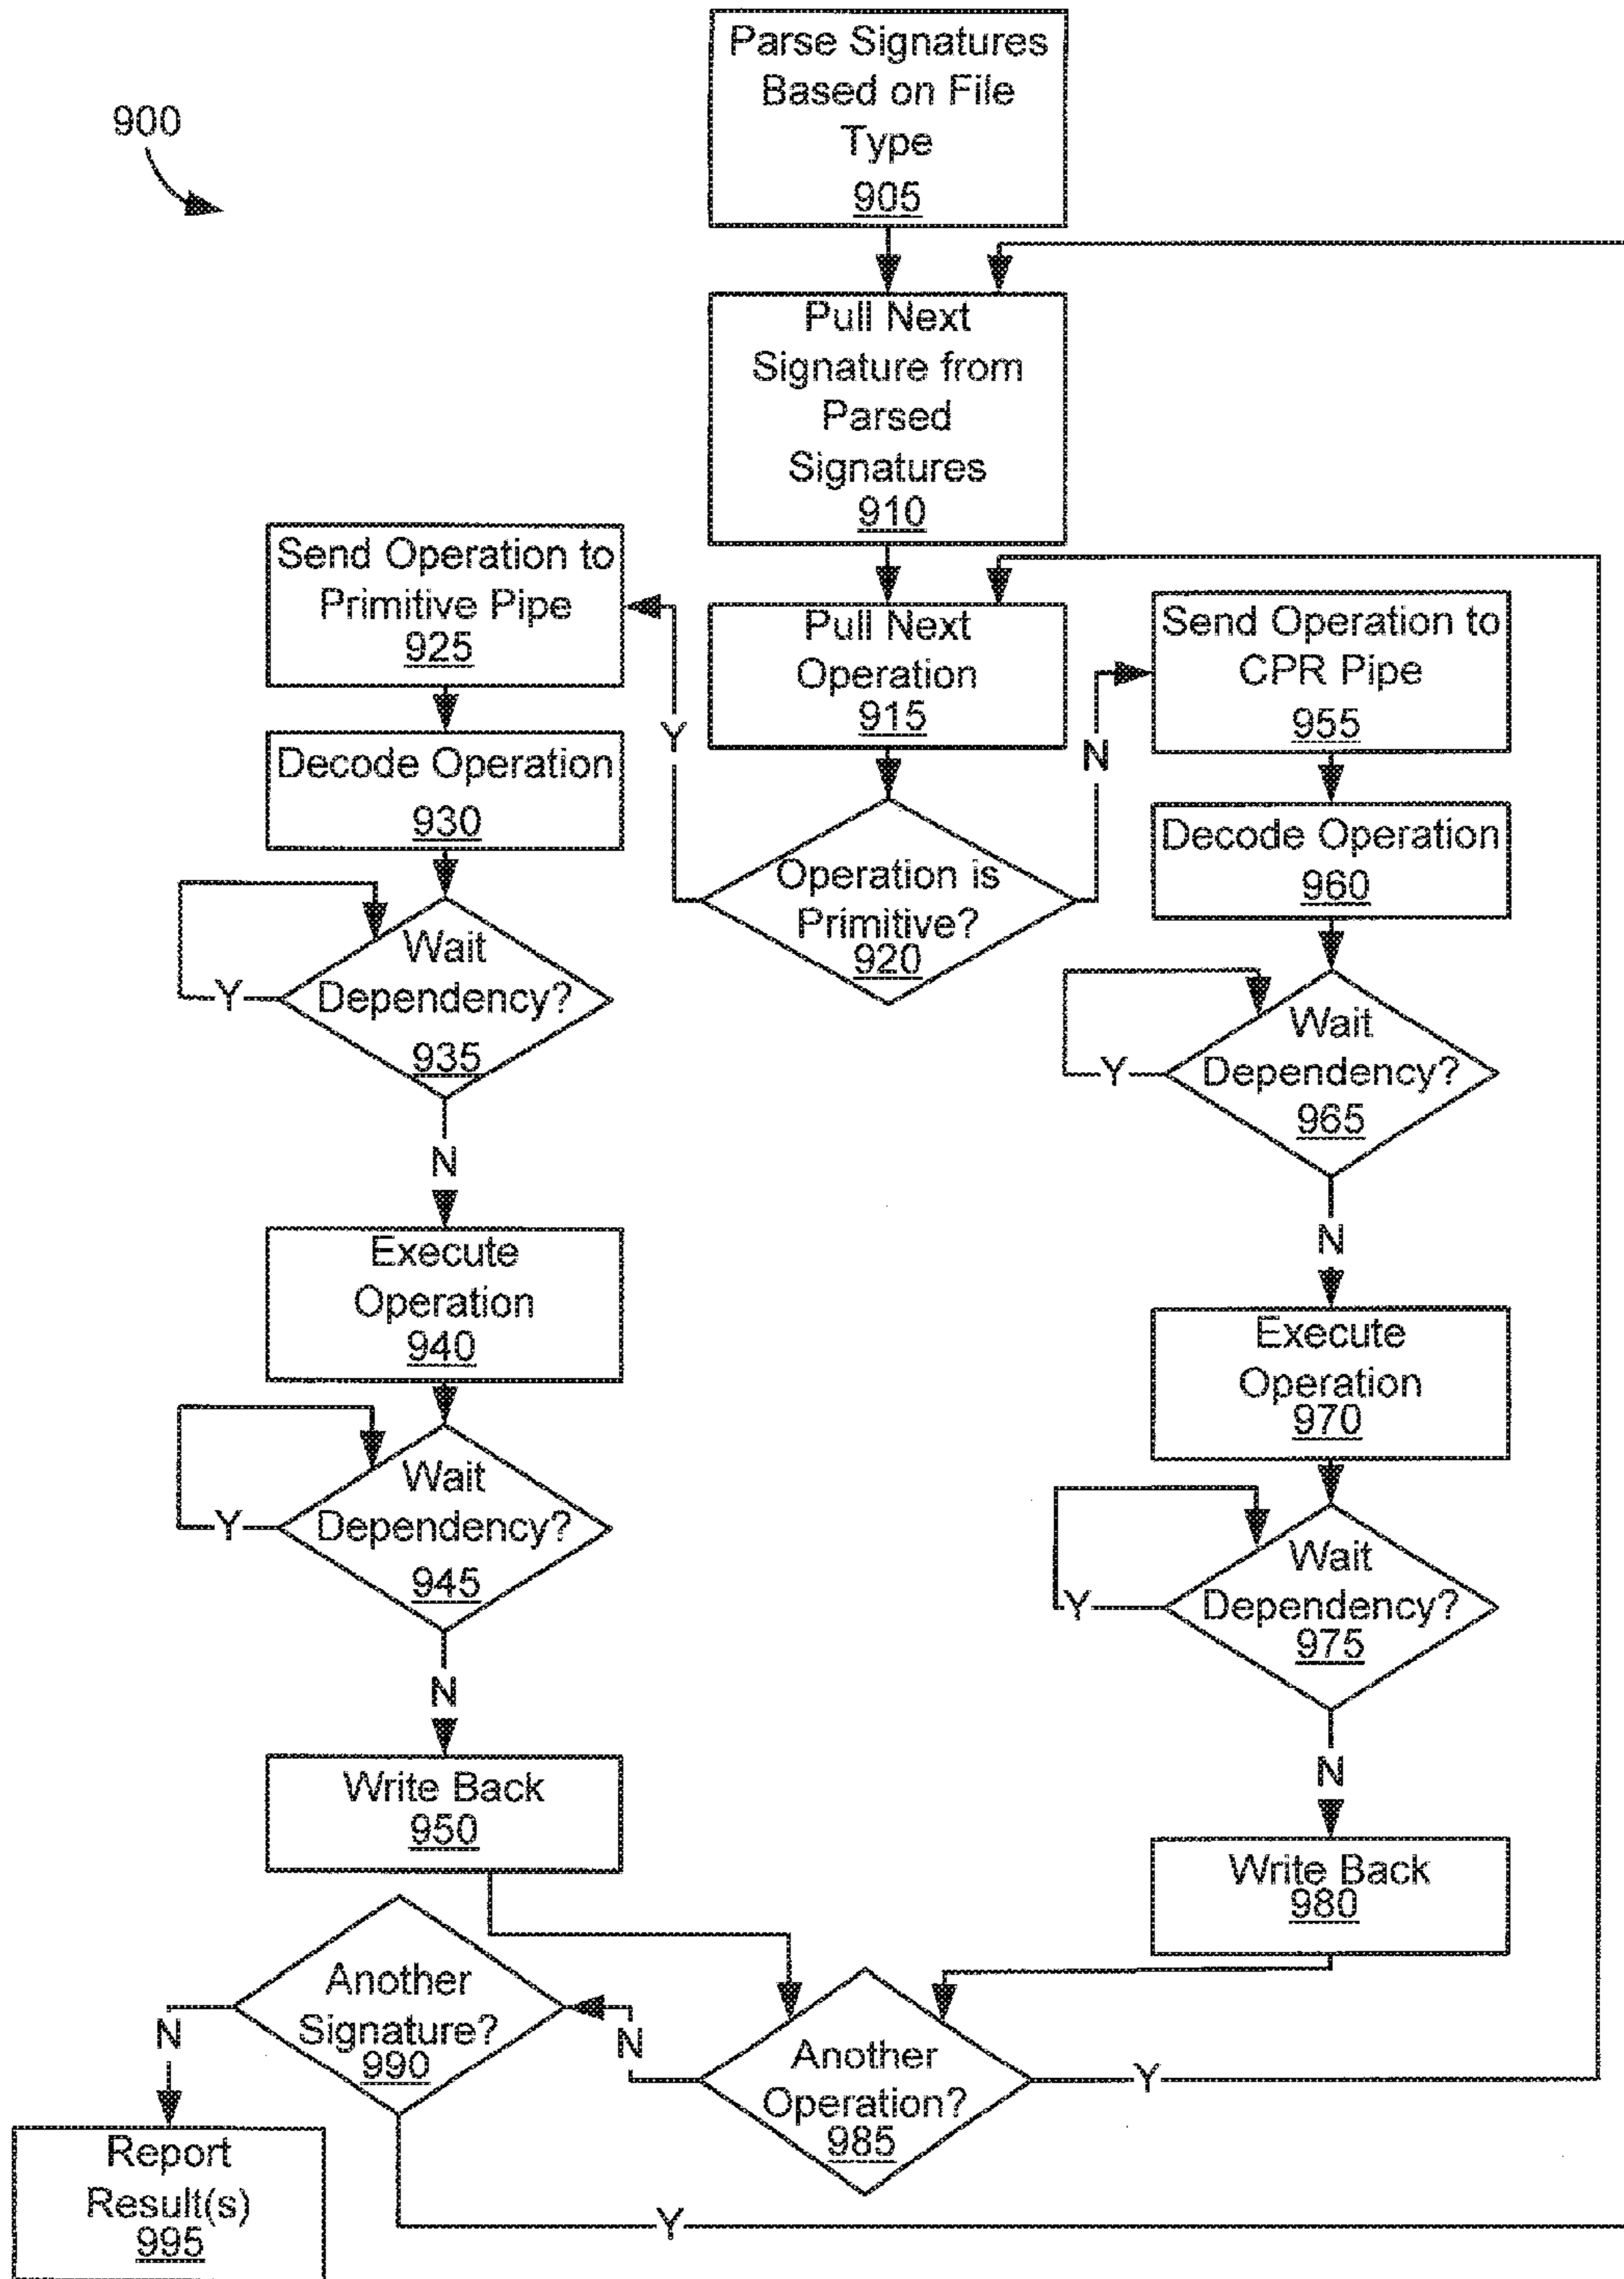 900
Parse Signatures
Based on File
Type
905
Pull Next
Signature from
Parsed
Signatures
910
Pull Next
Operation
915
Operation is
Primitive?
920
Y
N
Send Operation to
Primitive Pipe
925
Decode Operation
930
Wait
Dependency?
935
Y
N
Execute
Operation
940
Wait
Dependency?
945
Y
N
Write Back
950
Send Operation to
CPR Pipe
955
Decode Operation
960
Wait
Dependency?
965
Y
N
Execute
Operation
970
Wait
Dependency?
975
Y
N
Write Back
980
Another
Operation?
985
Y
N
Another
Signature?
990
Y
N
Report
Result(s)
995